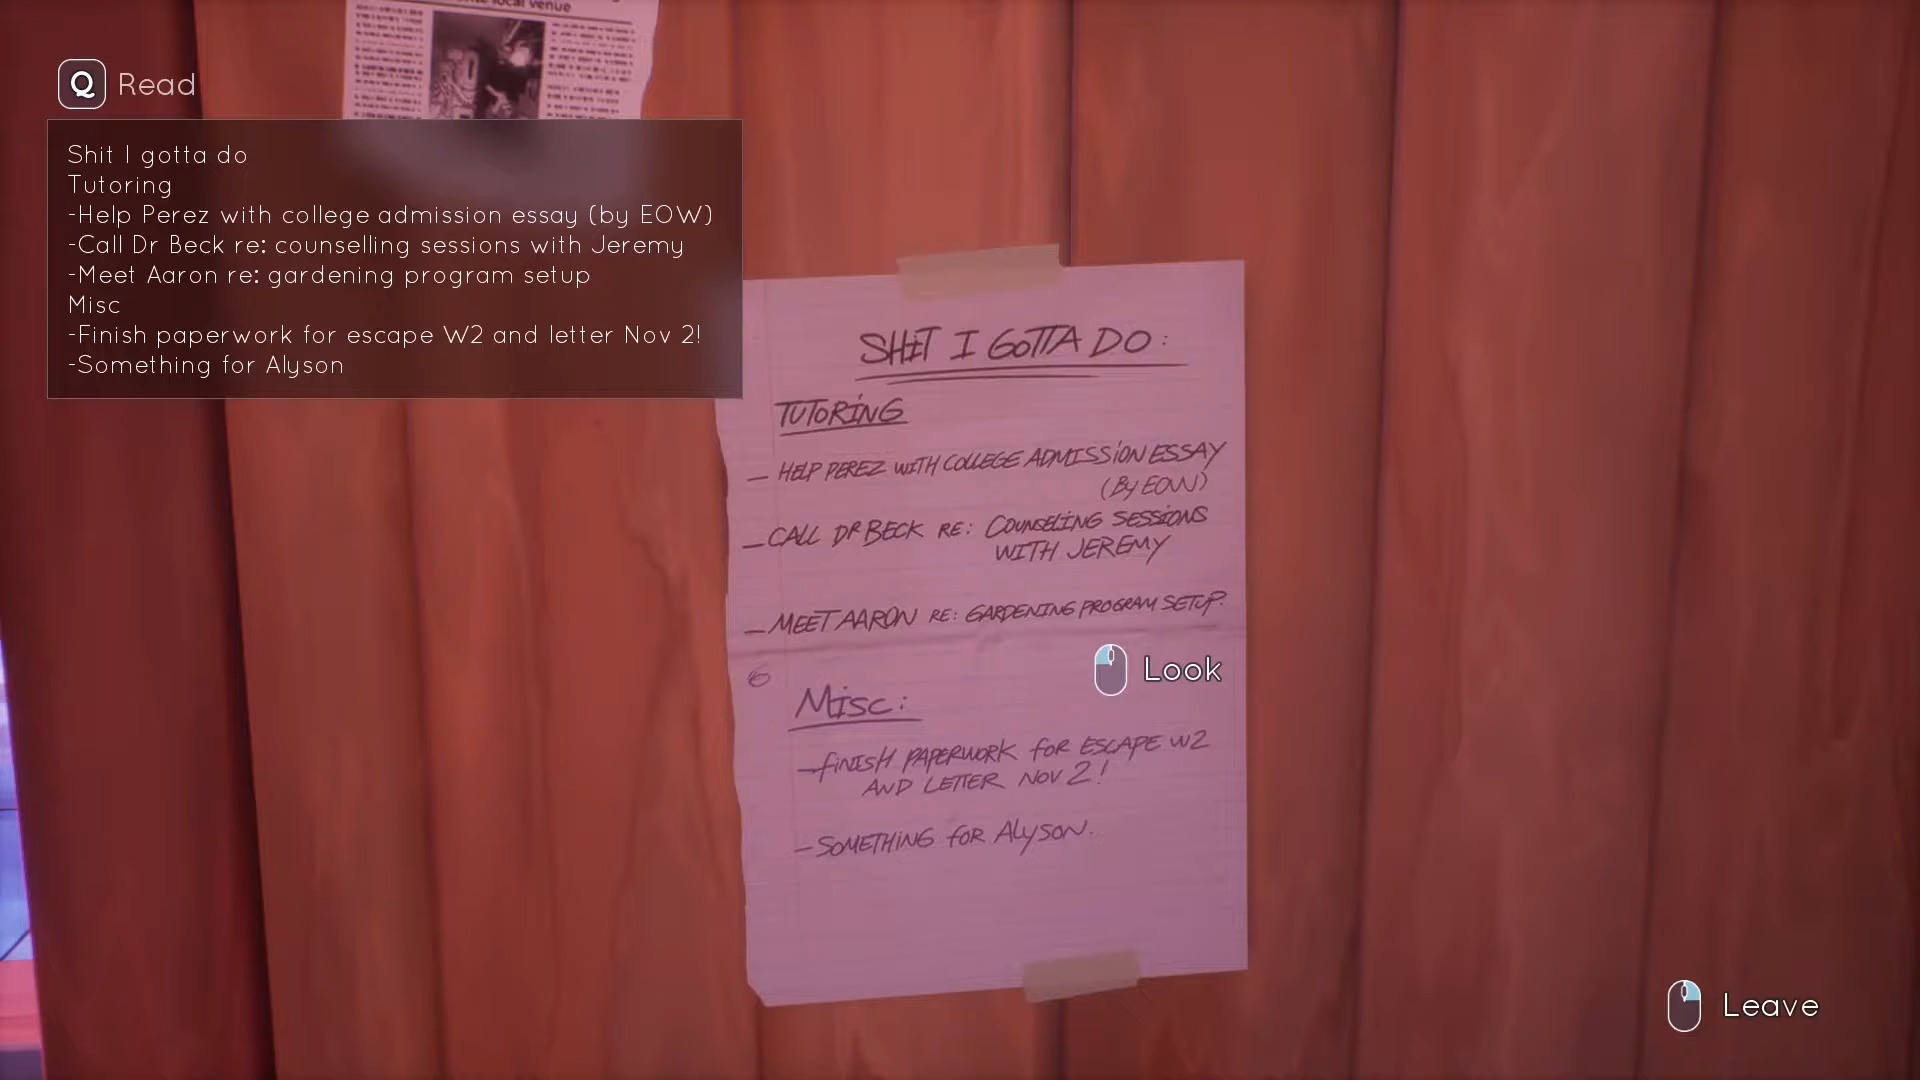 local venue
Q Read
Shit I gotta do
Tutoring
-Help Perez with college admission essay (by EOW)
-Call Dr Beck re: counselling sessions with Jeremy
-Meet Aaron re: gardening program setup
Misc
-Finish paperwork for escape W2 and letter Nov 2!
-Something for Alyson
SHIT I GOTTA DO:
TUTORING
- HELP PEREZ WITH COLLEGE ADMISSION ESSAY
(By EOW)
- CALL DR BECK RE: COUNSELING SESSIONS
WITH JEREMY
- MEET AARON RE: GARDENING PROGRAM SETUP.
Look
MISC:
- FINISH PAPERWORK FOR ESCAPE W2
AND LETTER NOV 2!
- SOMETHING FOR ALYSON.
Leave